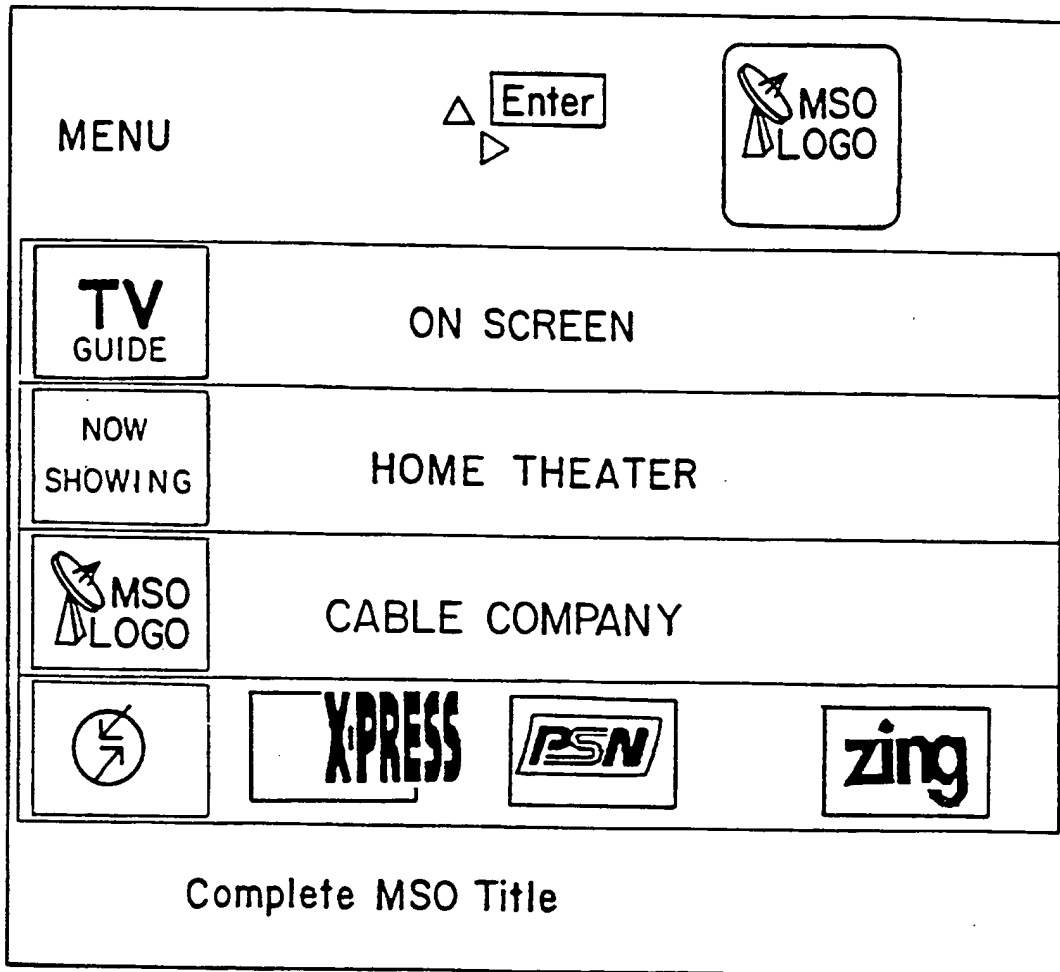 MENU
Enter
MSO
LOGO
TV
GUIDE
ON SCREEN
NOW
SHOWING
HOME THEATER
MSO
LOGO
CABLE COMPANY
X·PRESS
PSN
zing
Complete MSO Title